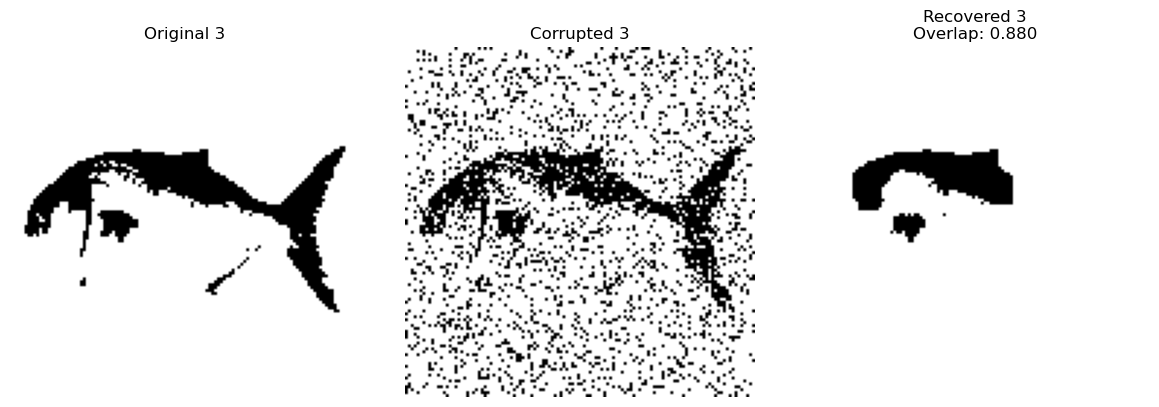 Original 3
Corrupted 3
Recovered 3
Overlap: 0.880